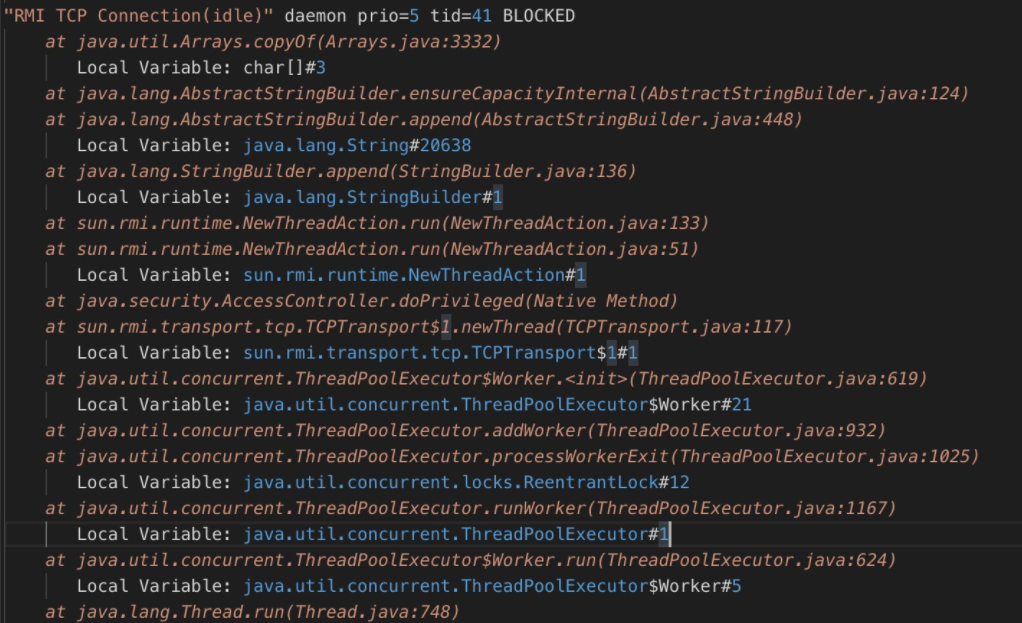 "RMI TCP Connection(idle)" daemon prio=5 tid=41 BLOCKED
at java.util.Arrays.copyOf(Arrays.java:3332)
Local Variable: char[]#3
at java.lang.AbstractStringBuilder.ensureCapacityInternal(AbstractStringBuilder.java:124)
at java.lang.AbstractStringBuilder.append(AbstractStringBuilder.java:448)
Local Variable: java.lang.String#20638
at java.lang.StringBuilder.append(StringBuilder.java:136)
Local Variable: java.lang.StringBuilder#1
at sun.rmi.runtime.NewThreadAction.run(NewThreadAction.java:133)
at sun.rmi.runtime.NewThreadAction.run(NewThreadAction.java:51)
Local Variable: sun.rmi.runtime.NewThreadAction#1
at java.security.AccessController.doPrivileged(Native Method)
at sun.rmi.transport.tcp.TCPTransport$1.newThread(TCPTransport.java:117)
Local Variable: sun.rmi.transport.tcp.TCPTransport$1#1
at java.util.concurrent.ThreadPoolExecutor$Worker.<init>(ThreadPoolExecutor.java:619)
Local Variable: java.util.concurrent.ThreadPoolExecutor$Worker#21
at java.util.concurrent.ThreadPoolExecutor.addWorker(ThreadPoolExecutor.java:932)
at java.util.concurrent.ThreadPoolExecutor.processWorkerExit(ThreadPoolExecutor.java:1025)
Local Variable: java.util.concurrent.locks.ReentrantLock#12
at java.util.concurrent.ThreadPoolExecutor.runWorker(ThreadPoolExecutor.java:1167)
Local Variable: java.util.concurrent.ThreadPoolExecutor#1
at java.util.concurrent.ThreadPoolExecutor$Worker.run(ThreadPoolExecutor.java:624)
Local Variable: java.util.concurrent.ThreadPoolExecutor$Worker#5
at java.lang.Thread.run(Thread.java:748)